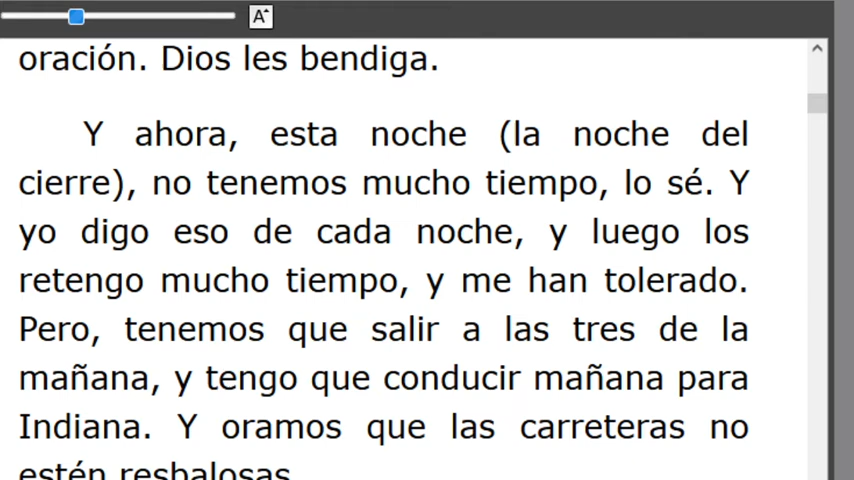 A
oración. Dios les bendiga.
Y ahora, esta noche (la noche del
cierre), no tenemos mucho tiempo, lo sé. Y
yo digo eso de cada noche, y luego los
retengo mucho tiempo, y me han tolerado.
Pero, tenemos que salir a las tres de la
mañana, y tengo que conducir mañana para
Indiana. Y oramos que las carreteras no
estén resbalosas.